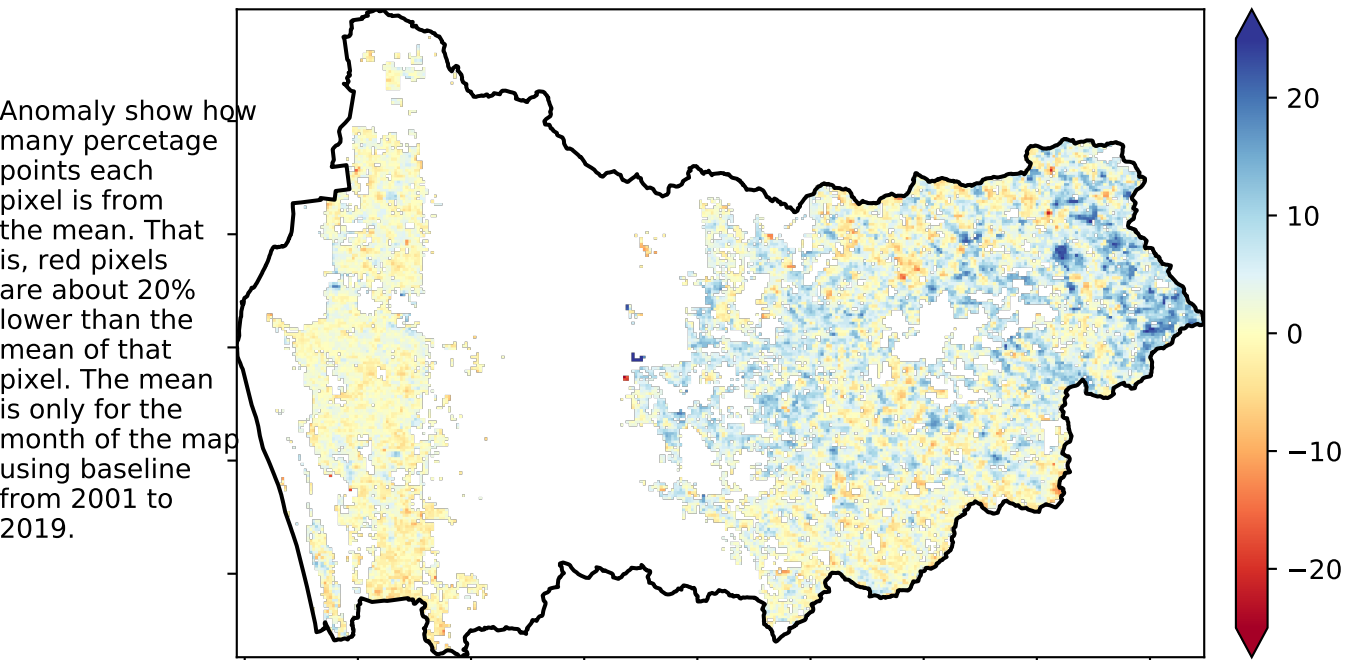 Anomaly show how
many percetage
points each
pixel is from
the mean. That
is, red pixels
are about 20%
lower than the
mean of that
pixel. The mean
is only for the
month of the map
using baseline
from 2001 to
2019.
20
10
0
−10
−20